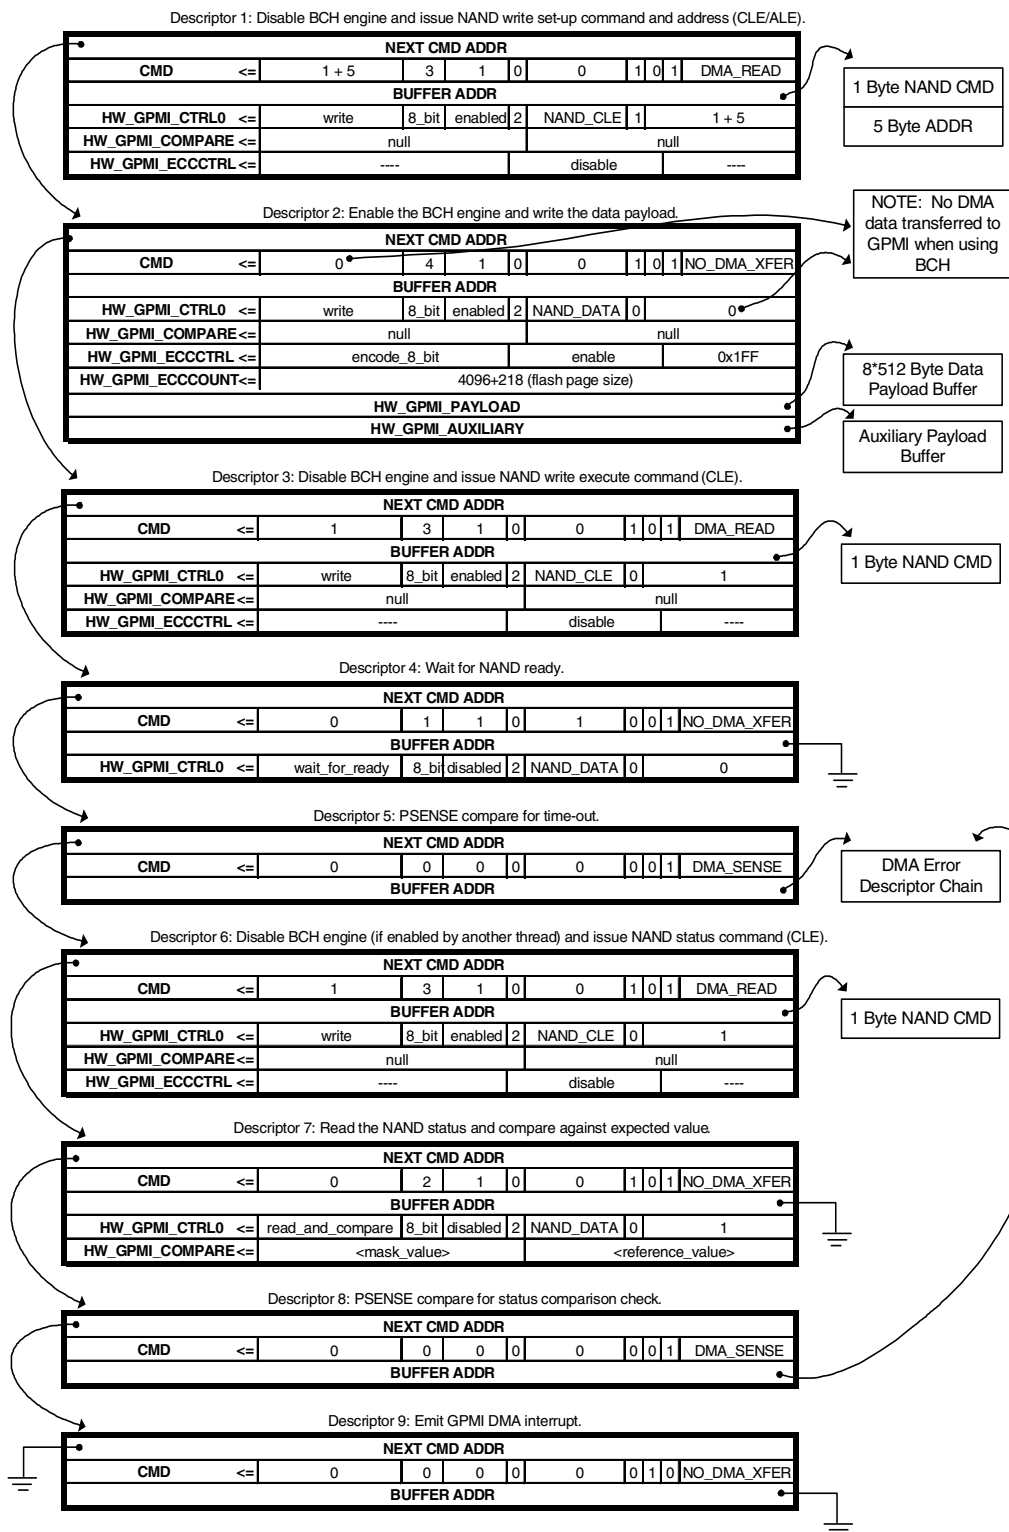 Descriptor 1: Disable BCH engine and issue NAND write set-up command and address (CLE/ALE).
NEXT CMD ADDR
CMD <= 1 + 5 3 1 0 0 1 0 1 DMA_READ
BUFFER ADDR
HW_GPMI_CTRL0 <= write 8_bit enabled 2 NAND_CLE 1 1 + 5
HW_GPMI_COMPARE <= null null
HW_GPMI_ECCCTRL <= ---- disable ----
1 Byte NAND CMD
5 Byte ADDR
Descriptor 2: Enable the BCH engine and write the data payload.
NEXT CMD ADDR
CMD <= 0 4 1 0 0 1 0 1 NO_DMA_XFER
BUFFER ADDR
HW_GPMI_CTRL0 <= write 8_bit enabled 2 NAND_DATA 0 0
HW_GPMI_COMPARE <= null null
HW_GPMI_ECCCTRL <= encode_8_bit enable 0x1FF
HW_GPMI_ECCCOUNT <= 4096+218 (flash page size)
HW_GPMI_PAYLOAD
HW_GPMI_AUXILIARY
NOTE: No DMA
data transferred to
GPMI when using
BCH
8*512 Byte Data
Payload Buffer
Auxiliary Payload
Buffer
Descriptor 3: Disable BCH engine and issue NAND write execute command (CLE).
NEXT CMD ADDR
CMD <= 1 3 1 0 0 1 0 1 DMA_READ
BUFFER ADDR
HW_GPMI_CTRL0 <= write 8_bit enabled 2 NAND_CLE 0 1
HW_GPMI_COMPARE <= null null
HW_GPMI_ECCCTRL <= ---- disable ----
1 Byte NAND CMD
Descriptor 4: Wait for NAND ready.
NEXT CMD ADDR
CMD <= 0 1 1 0 1 0 0 1 NO_DMA_XFER
BUFFER ADDR
HW_GPMI_CTRL0 <= wait_for_ready 8_bit disabled 2 NAND_DATA 0 0
Descriptor 5: PSENSE compare for time-out.
NEXT CMD ADDR
CMD <= 0 0 0 0 0 0 0 1 DMA_SENSE
BUFFER ADDR
DMA Error
Descriptor Chain
Descriptor 6: Disable BCH engine (if enabled by another thread) and issue NAND status command (CLE).
NEXT CMD ADDR
CMD <= 1 3 1 0 0 1 0 1 DMA_READ
BUFFER ADDR
HW_GPMI_CTRL0 <= write 8_bit enabled 2 NAND_CLE 0 1
HW_GPMI_COMPARE <= null null
HW_GPMI_ECCCTRL <= ---- disable ----
1 Byte NAND CMD
Descriptor 7: Read the NAND status and compare against expected value.
NEXT CMD ADDR
CMD <= 0 2 1 0 0 1 0 1 NO_DMA_XFER
BUFFER ADDR
HW_GPMI_CTRL0 <= read_and_compare 8_bit disabled 2 NAND_DATA 0 1
HW_GPMI_COMPARE <= <mask_value> <reference_value>
Descriptor 8: PSENSE compare for status comparison check.
NEXT CMD ADDR
CMD <= 0 0 0 0 0 0 0 1 DMA_SENSE
BUFFER ADDR
Descriptor 9: Emit GPMI DMA interrupt.
NEXT CMD ADDR
CMD <= 0 0 0 0 0 0 1 0 NO_DMA_XFER
BUFFER ADDR